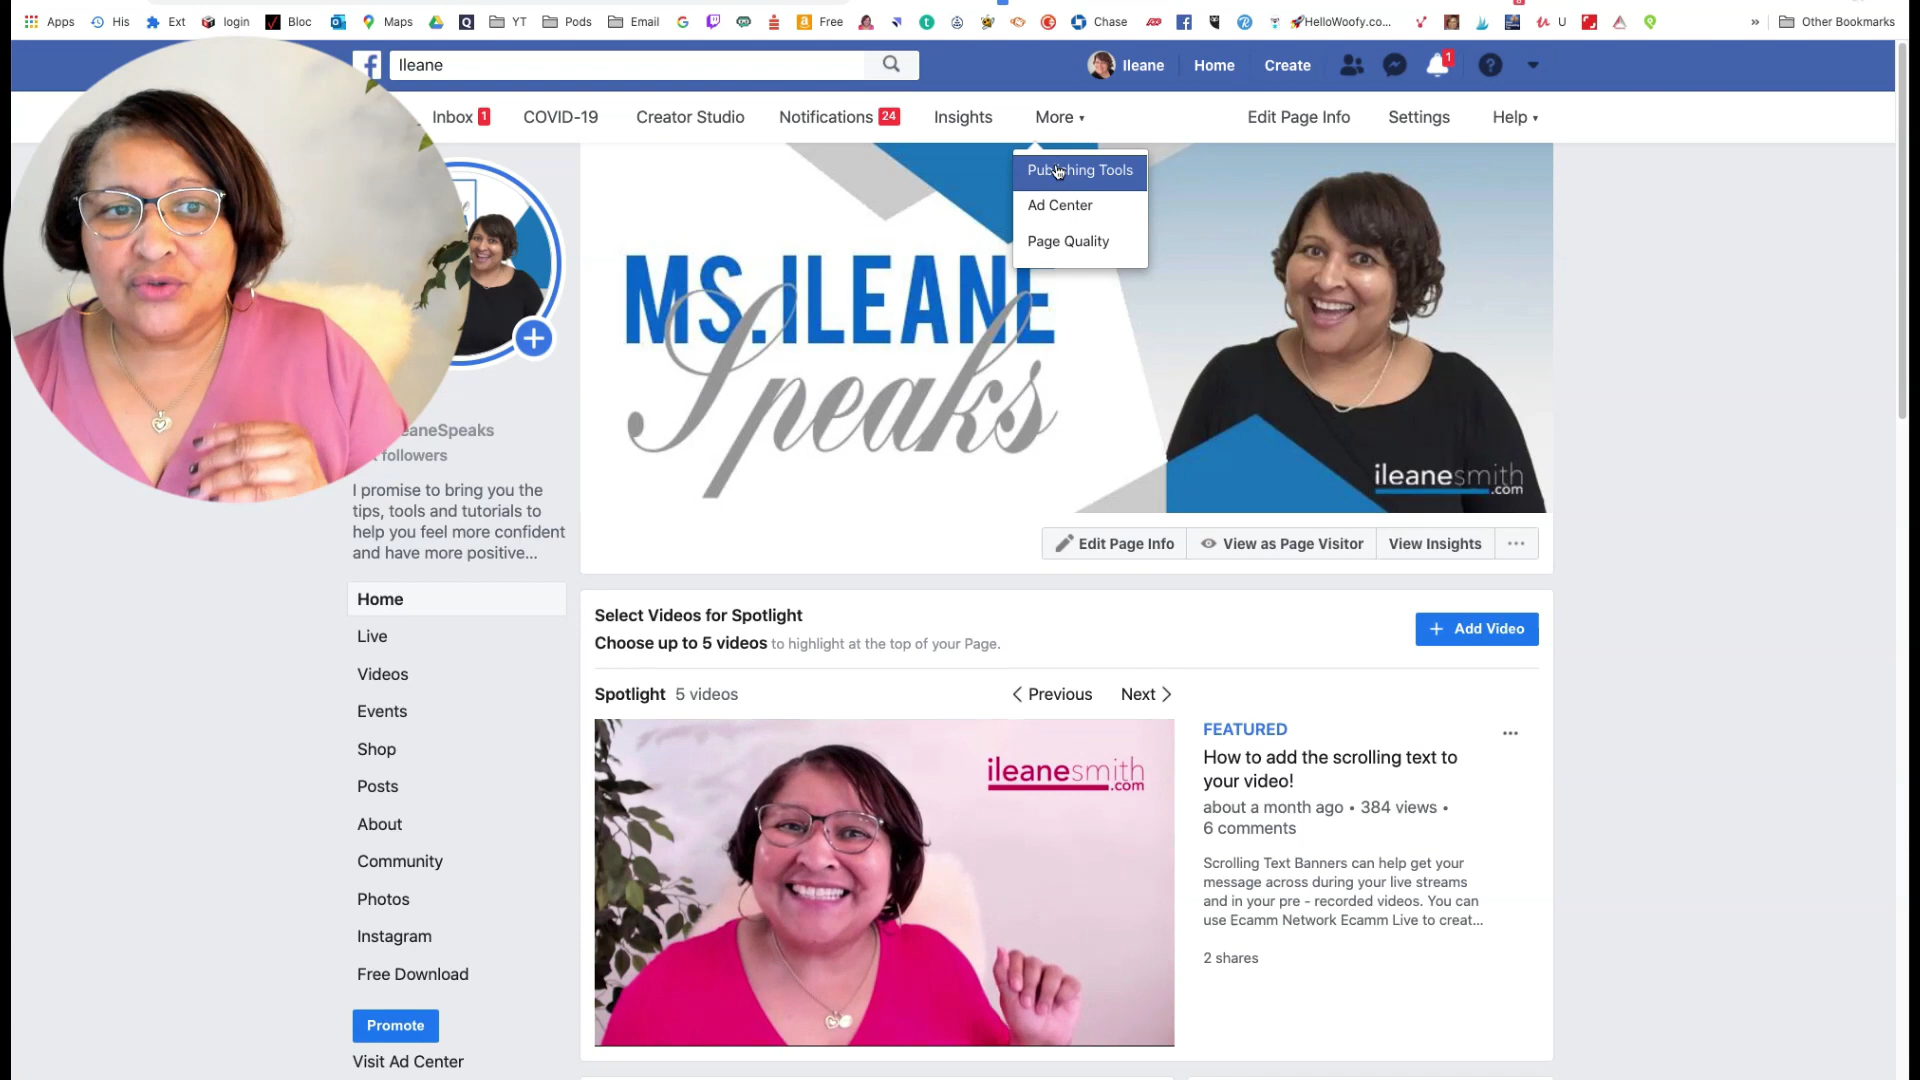 Apps His Ext login Bloc Maps YT Pods Email Free Chase HelloWoofy.co... U » Other Bookmarks
Ileane Ileane Home Create 1
Inbox 1 COVID-19 Creator Studio Notifications 24 Insights More Edit Page Info Settings Help
Publishing Tools
Ad Center
Page Quality
MS.ILEANE
Speaks
ileanesmith
.com
eaneSpeaks
followers
I promise to bring you the
tips, tools and tutorials to
help you feel more confident
and have more positive...
Edit Page Info View as Page Visitor View Insights ...
Home
Live
Videos
Events
Shop
Posts
About
Community
Photos
Instagram
Free Download
Promote
Visit Ad Center
Select Videos for Spotlight
Choose up to 5 videos to highlight at the top of your Page.
+ Add Video
Spotlight 5 videos < Previous Next >
ileanesmith
.com
FEATURED ...
How to add the scrolling text to
your video!
about a month ago • 384 views •
6 comments
Scrolling Text Banners can help get your
message across during your live streams
and in your pre - recorded videos. You can
use Ecamm Network Ecamm Live to creat...
2 shares